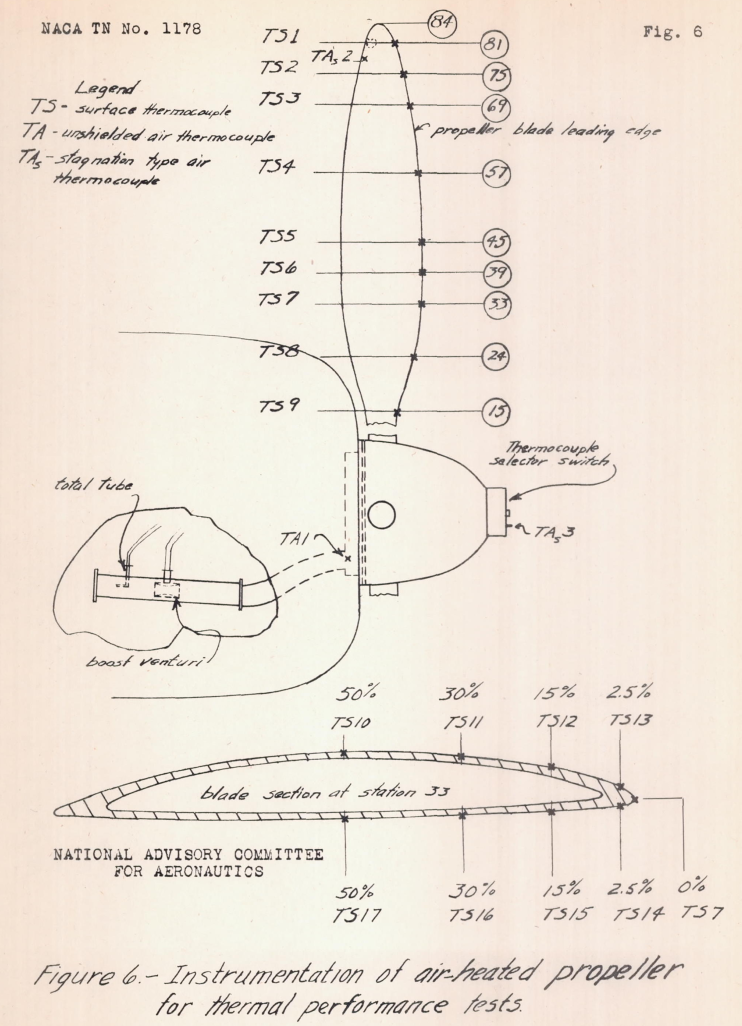 NACA TN No. 1178
Fig. 6
84
TS1
81
TAs2
TS2
75
TS3
69
Legend
TS - surface thermocouple
TA - unshielded air thermocouple
TAs - stagnation type air
thermocouple
propeller blade leading edge
TS4
57
TS5
45
TS6
39
TS7
33
TS8
24
TS9
15
Thermocouple
selector switch
total tube
TA1
TAs3
boost venturi
50% 30% 15% 2.5%
TS10 TS11 TS12 TS13
blade section at station 33
NATIONAL ADVISORY COMMITTEE
FOR AERONAUTICS
50% 30% 15% 2.5% 0%
TS17 TS16 TS15 TS14 TS7
Figure 6.- Instrumentation of air-heated propeller
for thermal performance tests.